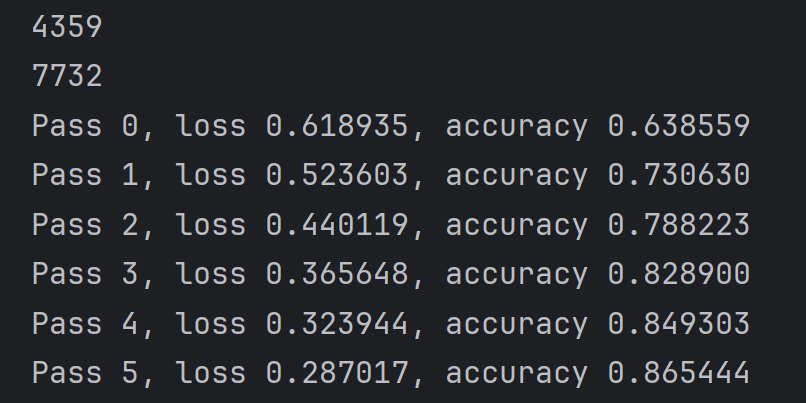 4359
7732
Pass 0, loss 0.618935, accuracy 0.638559
Pass 1, loss 0.523603, accuracy 0.730630
Pass 2, loss 0.440119, accuracy 0.788223
Pass 3, loss 0.365648, accuracy 0.828900
Pass 4, loss 0.323944, accuracy 0.849303
Pass 5, loss 0.287017, accuracy 0.865444